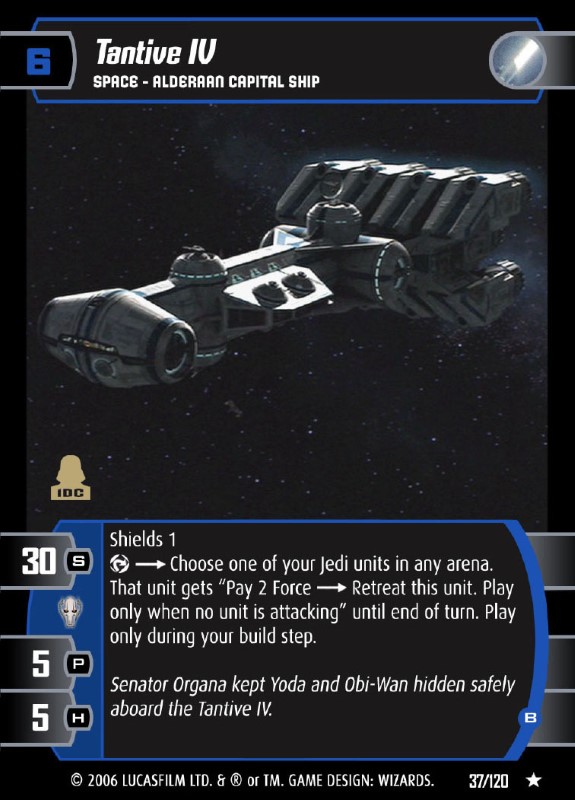 6
Tantive IV
SPACE - ALDERAAN CAPITAL SHIP
IDC
30 S
5 P
5 H
Shields 1
→ Choose one of your Jedi units in any arena.
That unit gets “Pay 2 Force → Retreat this unit. Play
only when no unit is attacking” until end of turn. Play
only during your build step.
Senator Organa kept Yoda and Obi-Wan hidden safely
aboard the Tantive IV.
B
© 2006 LUCASFILM LTD. & ® or TM. GAME DESIGN: WIZARDS. 37/120 ★